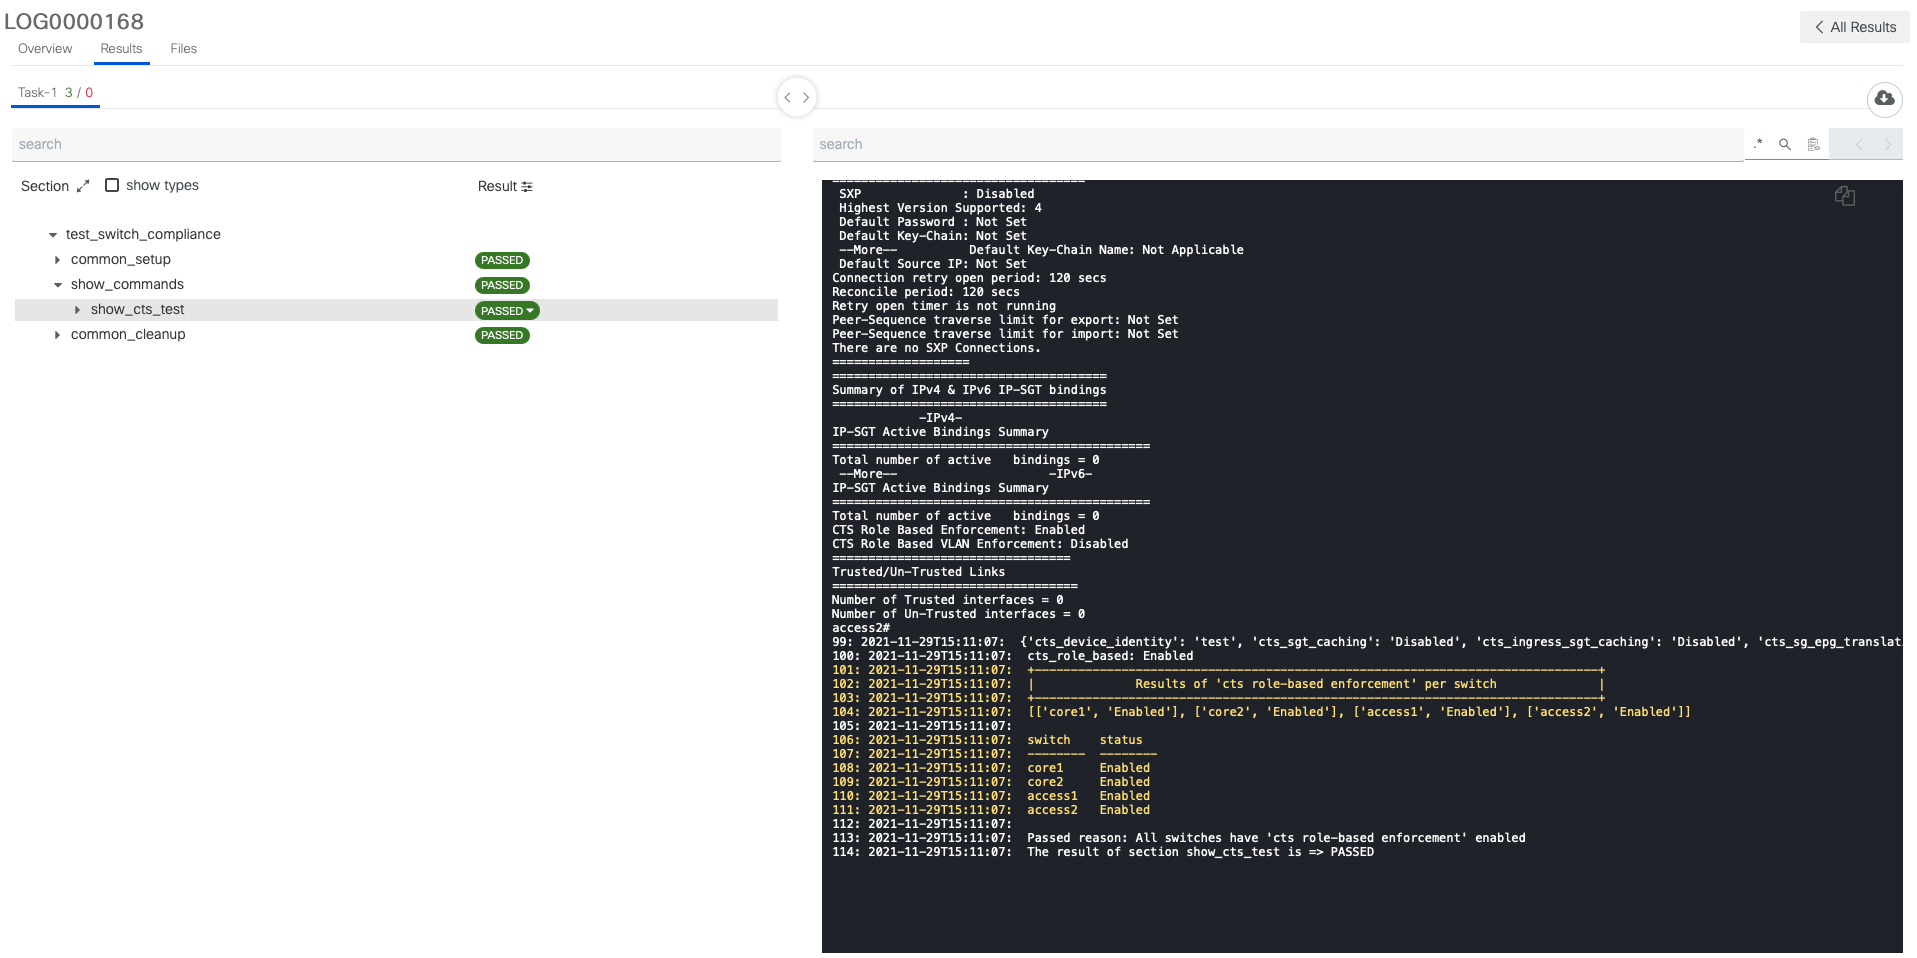 LOG0000168
All Results
Overview Results Files
Task-1 3 / 0
search
Section show types Result
test_switch_compliance
common_setup PASSED
show_commands PASSED
show_cts_test PASSED
common_cleanup PASSED
search .*
===================================
SXP              : Disabled
Highest Version Supported: 4
Default Password : Not Set
Default Key-Chain: Not Set
--More--          Default Key-Chain Name: Not Applicable
Default Source IP: Not Set
Connection retry open period: 120 secs
Reconcile period: 120 secs
Retry open timer is not running
Peer-Sequence traverse limit for export: Not Set
Peer-Sequence traverse limit for import: Not Set
There are no SXP Connections.
===================
======================================
Summary of IPv4 & IPv6 IP-SGT bindings
======================================
-IPv4-
IP-SGT Active Bindings Summary
============================================
Total number of active   bindings = 0
--More--                     -IPv6-
IP-SGT Active Bindings Summary
============================================
Total number of active   bindings = 0
CTS Role Based Enforcement: Enabled
CTS Role Based VLAN Enforcement: Disabled
=================================
Trusted/Un-Trusted Links
==================================
Number of Trusted interfaces = 0
Number of Un-Trusted interfaces = 0
access2#
99: 2021-11-29T15:11:07:  {'cts_device_identity': 'test', 'cts_sgt_caching': 'Disabled', 'cts_ingress_sgt_caching': 'Disabled', 'cts_sg_epg_translat
100: 2021-11-29T15:11:07:  cts_role_based: Enabled
101: 2021-11-29T15:11:07:  +------------------------------------------------------------------------------+
102: 2021-11-29T15:11:07:  |              Results of 'cts role-based enforcement' per switch              |
103: 2021-11-29T15:11:07:  +------------------------------------------------------------------------------+
104: 2021-11-29T15:11:07:  [['core1', 'Enabled'], ['core2', 'Enabled'], ['access1', 'Enabled'], ['access2', 'Enabled']]
105: 2021-11-29T15:11:07:
106: 2021-11-29T15:11:07:  switch    status
107: 2021-11-29T15:11:07:  --------  --------
108: 2021-11-29T15:11:07:  core1     Enabled
109: 2021-11-29T15:11:07:  core2     Enabled
110: 2021-11-29T15:11:07:  access1   Enabled
111: 2021-11-29T15:11:07:  access2   Enabled
112: 2021-11-29T15:11:07:
113: 2021-11-29T15:11:07:  Passed reason: All switches have 'cts role-based enforcement' enabled
114: 2021-11-29T15:11:07:  The result of section show_cts_test is => PASSED